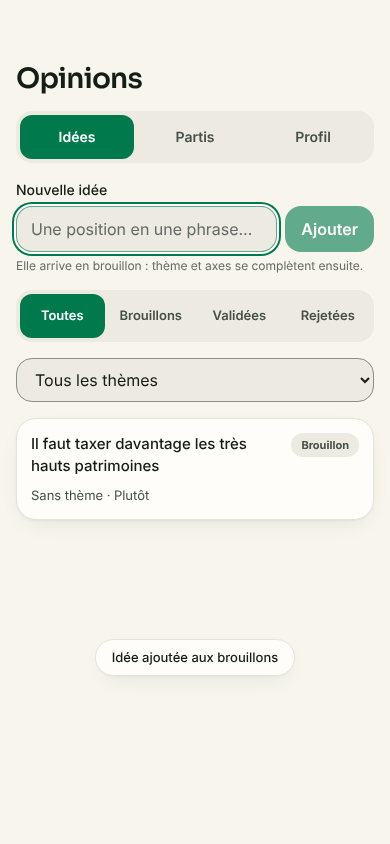 Opinions
Idées
Partis
Profil
Nouvelle idée
Une position en une phrase...
Ajouter
Elle arrive en brouillon : thème et axes se complètent ensuite.
Toutes
Brouillons
Validées
Rejetées
Tous les thèmes
Il faut taxer davantage les très
hauts patrimoines
Brouillon
Sans thème · Plutôt
Idée ajoutée aux brouillons